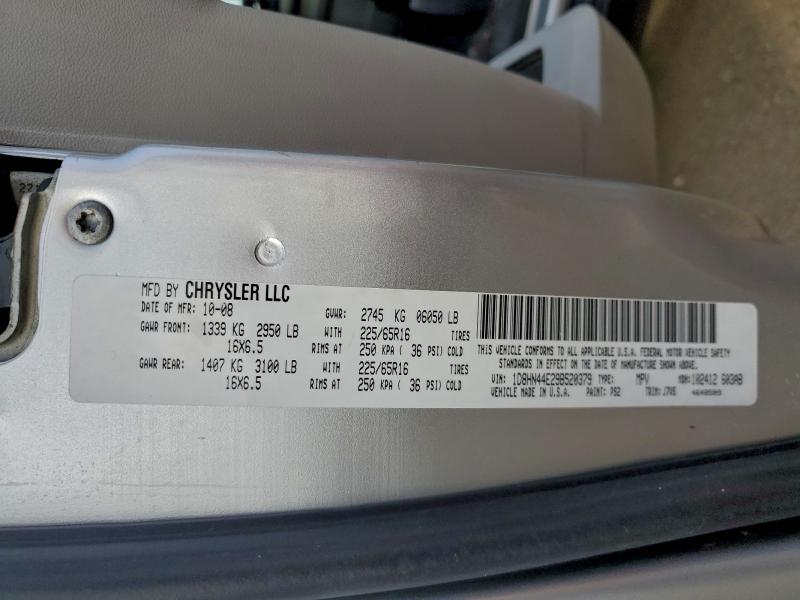 MFD BY CHRYSLER LLC
DATE OF MFR: 10-08 GVWR: 2745 KG 06050 LB
GAWR FRONT: 1339 KG 2950 LB WITH 225/65R16 TIRES
16X6.5 RIMS AT 250 KPA ( 36 PSI) COLD
GAWR REAR: 1407 KG 3100 LB WITH 225/65R16 TIRES
16X6.5 RIMS AT 250 KPA ( 36 PSI) COLD
THIS VEHICLE CONFORMS TO ALL APPLICABLE U.S.A. FEDERAL MOTOR VEHICLE SAFETY
STANDARDS IN EFFECT ON THE DATE OF MANUFACTURE SHOWN ABOVE
VIN: 1D8HN44E29B520379 TYPE: MPV MDH: 102412 603AB
VEHICLE MADE IN U.S.A. PAINT: PS2 TRIM: